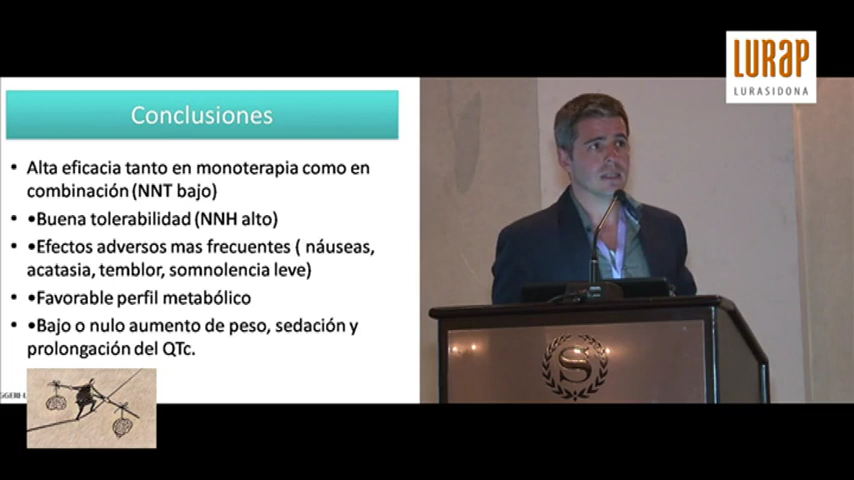 LURAP
LURASIDONA
Conclusiones
• Alta eficacia tanto en monoterapia como en
combinación (NNT bajo)
• •Buena tolerabilidad (NNH alto)
• •Efectos adversos mas frecuentes ( náuseas,
acatasia, temblor, somnolencia leve)
• •Favorable perfil metabólico
• •Bajo o nulo aumento de peso, sedación y
prolongación del QTc.
S